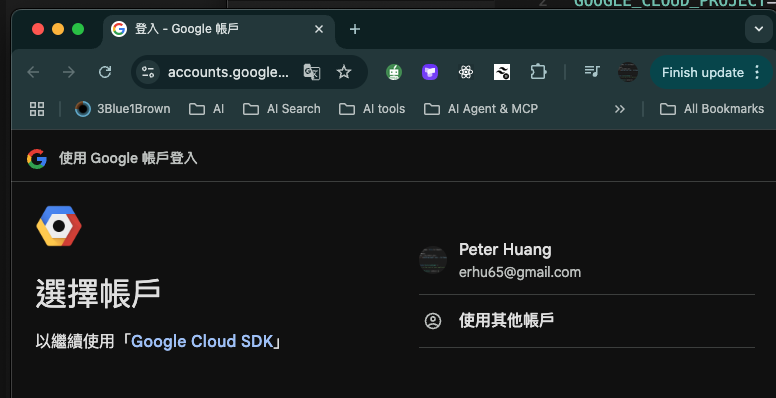 2 GOOGLE_CLOUD_PROJECT=
登入 - Google 帳戶
accounts.google...
Finish update
3Blue1Brown
AI
AI Search
AI tools
AI Agent & MCP
All Bookmarks
使用 Google 帳戶登入
選擇帳戶
以繼續使用「Google Cloud SDK」
Peter Huang
erhu65@gmail.com
使用其他帳戶